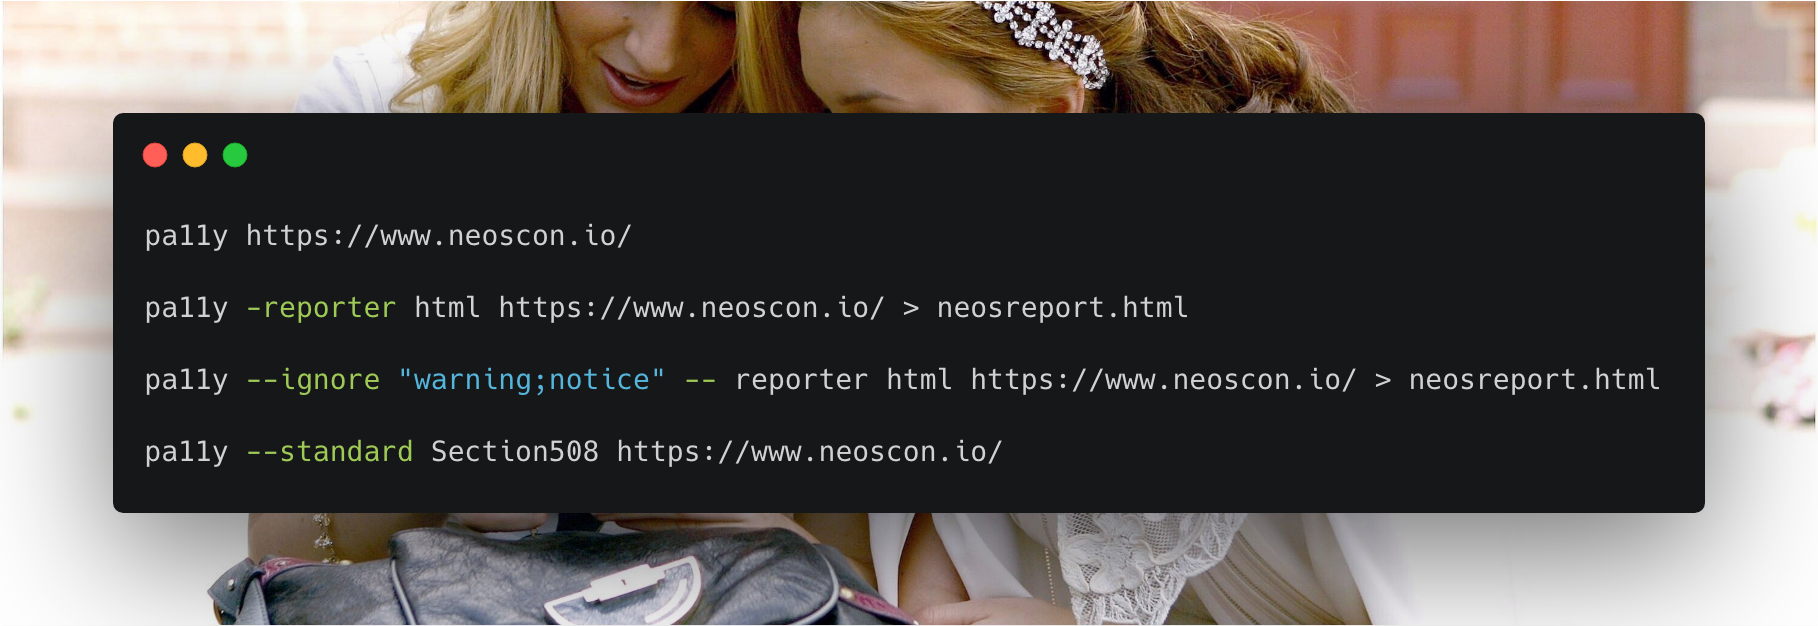 pa11y https://www.neoscon.io/
pa11y -reporter html https://www.neoscon.io/ > neosreport.html
pa11y --ignore "warning;notice" -- reporter html https://www.neoscon.io/ > neosreport.html
pa11y --standard Section508 https://www.neoscon.io/